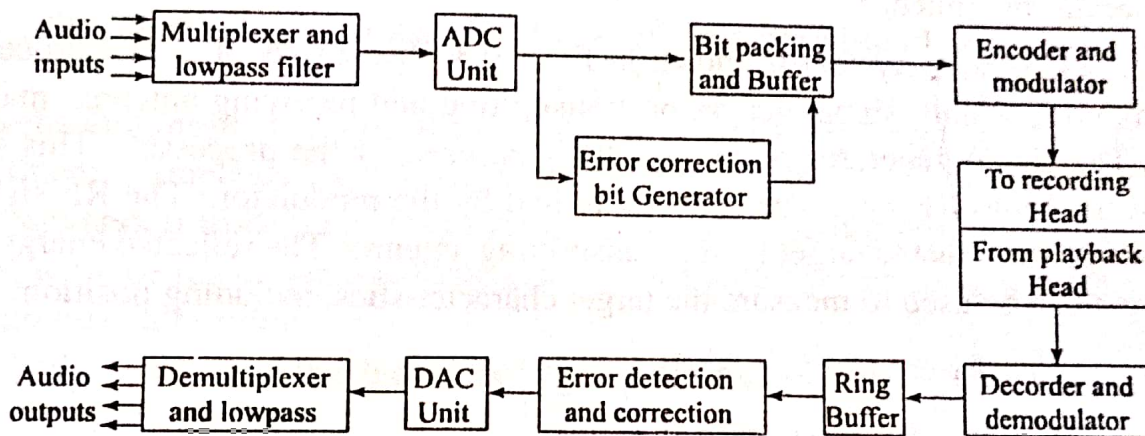 Audio
inputs
Multiplexer and
lowpass filter
ADC
Unit
Bit packing
and Buffer
Encoder and
modulator
Error correction
bit Generator
To recording
Head
From playback
Head
Audio
outputs
Demultiplexer
and lowpass
DAC
Unit
Error detection
and correction
Ring
Buffer
Decorder and
demodulator